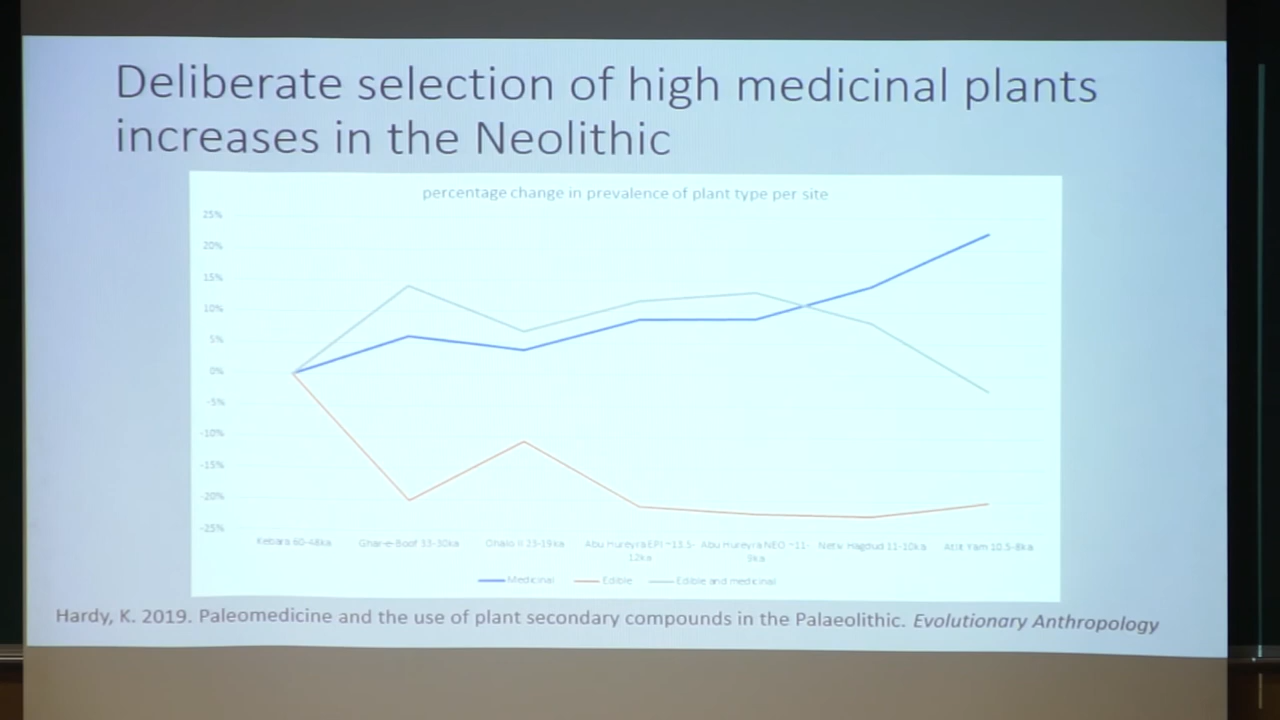 Deliberate selection of high medicinal plants
increases in the Neolithic
percentage change in prevalence of plant type per site
25%
20%
15%
10%
5%
0%
-5%
-10%
-15%
-20%
-25%
Kebara 60-48ka
Ghar-e-Boof 33-30ka
Ohalo II 23-19ka
Abu Hureyra EPI ~13.5-
12ka
Abu Hureyra NEO ~11-
9ka
Netiv Hagdud 11-10ka
Atlit Yam 10.5-8ka
Medicinal
Edible
Edible and medicinal
Hardy, K. 2019. Paleomedicine and the use of plant secondary compounds in the Palaeolithic. Evolutionary Anthropology